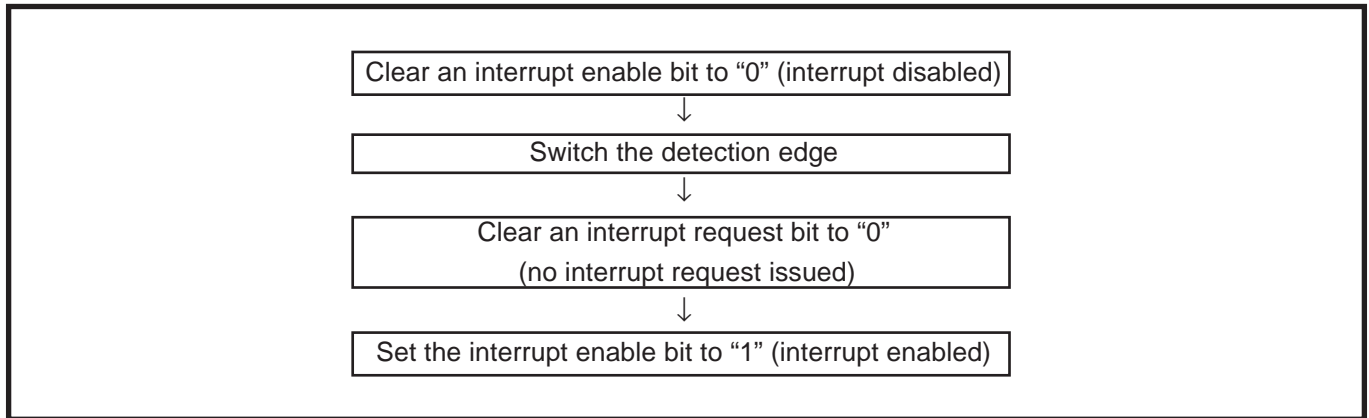 Clear an interrupt enable bit to “0” (interrupt disabled)
↓
Switch the detection edge
↓
Clear an interrupt request bit to “0”
(no interrupt request issued)
↓
Set the interrupt enable bit to “1” (interrupt enabled)